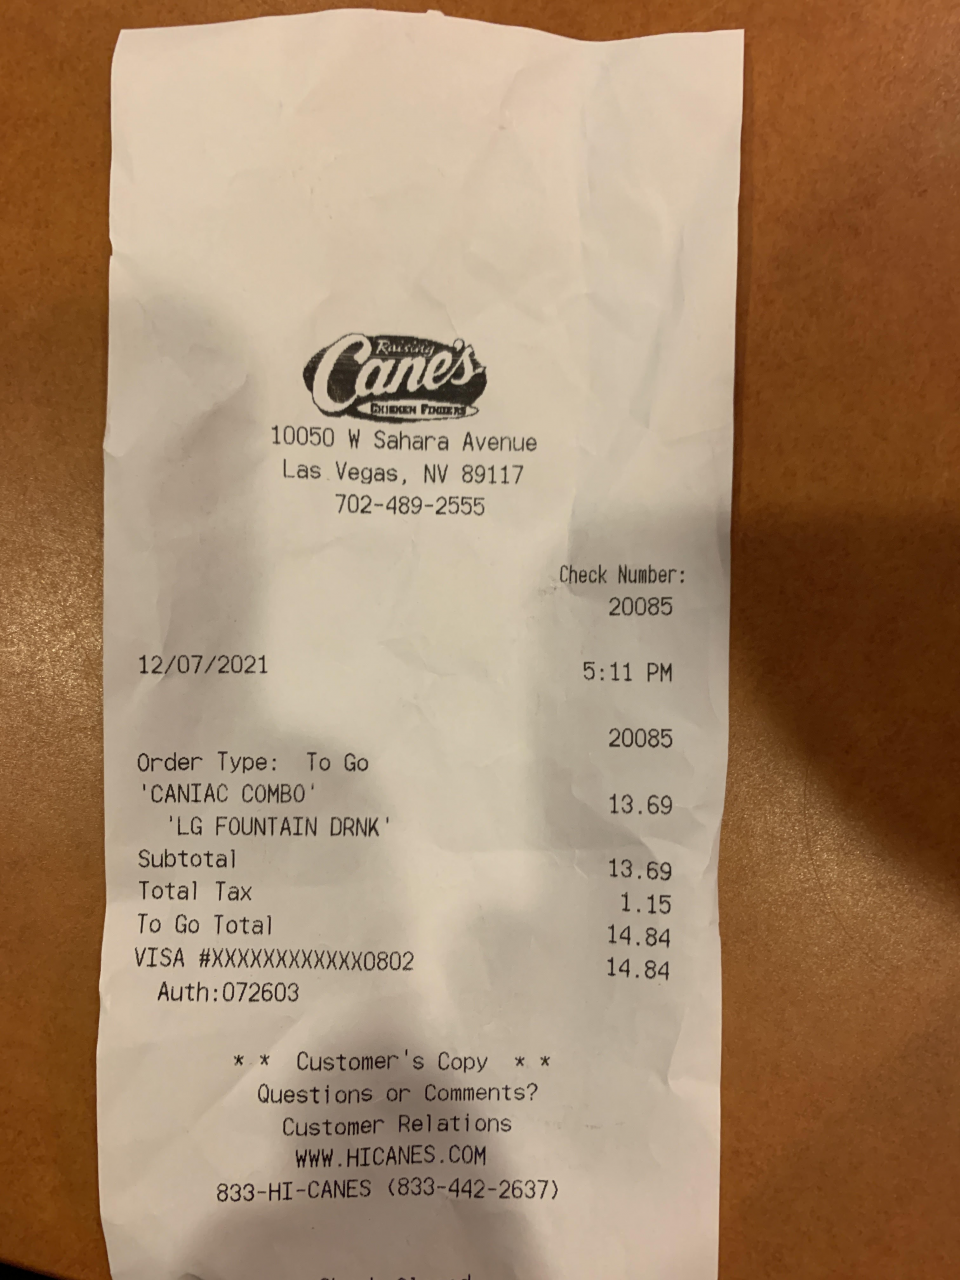 Raising
Cane's
CHICKEN FINGERS
10050 W Sahara Avenue
Las Vegas, NV 89117
702-489-2555
Check Number:
20085
12/07/2021 5:11 PM
20085
Order Type: To Go
'CANIAC COMBO' 13.69
'LG FOUNTAIN DRNK'
Subtotal 13.69
Total Tax 1.15
To Go Total 14.84
VISA #XXXXXXXXXXXX0802 14.84
Auth:072603
* * Customer's Copy * *
Questions or Comments?
Customer Relations
WWW.HICANES.COM
833-HI-CANES (833-442-2637)